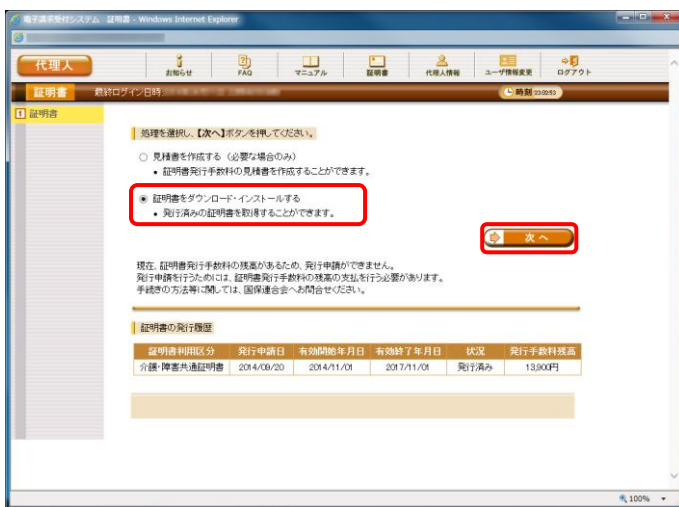 電子請求受付システム 証明書 - Windows Internet Explorer
代理人
お知らせ FAQ マニュアル 証明書 代理人情報 ユーザ情報変更 ログアウト
証明書 最終ログイン日時: 時刻 23:02:53
1 証明書
処理を選択し、【次へ】ボタンを押してください。
見積書を作成する（必要な場合のみ）
• 証明書発行手数料の見積書を作成することができます。
証明書をダウンロード・インストールする
• 発行済みの証明書を取得することができます。
次へ
現在、証明書発行手数料の残高があるため、発行申請ができません。
発行申請を行うためには、証明書発行手数料の残高の支払を行う必要があります。
手続きの方法等に関しては、国保連合会へお問合せください。
証明書の発行履歴
証明書利用区分 発行申請日 有効開始年月日 有効終了年月日 状況 発行手数料残高
介護・障害共通証明書 2014/09/20 2014/11/01 2017/11/01 発行済み 13,900円
100%